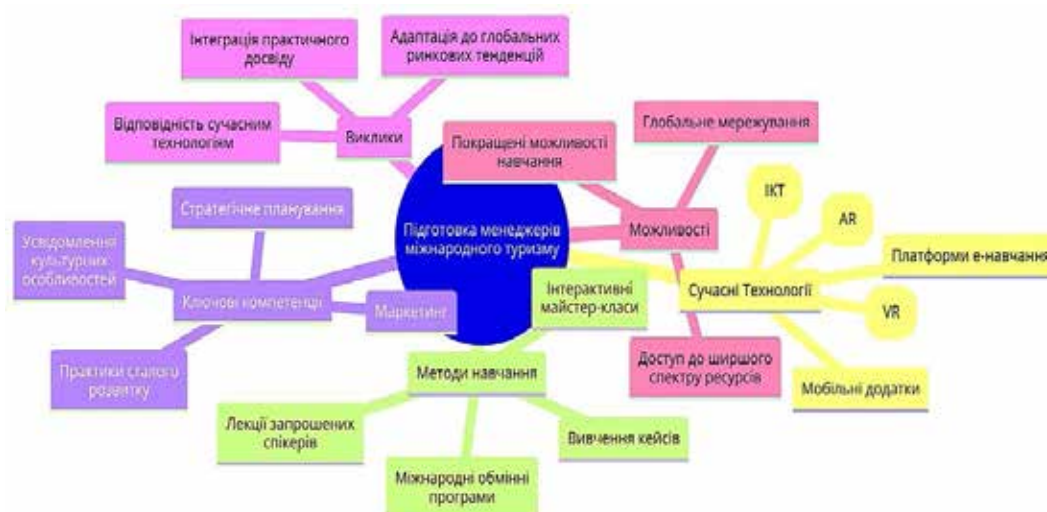 Інтеграція практичного
досвіду
Адаптація до глобальних
ринкових тенденцій
Відповідність сучасним
технологіям
Виклики
Покращені можливості
навчання
Глобальне мережування
Можливості
Доступ до ширшого
спектру ресурсів
Підготовка менеджерів
міжнародного туризму
ІКТ
AR
Платформи е-навчання
Сучасні Технології
VR
Мобільні додатки
Стратегічне планування
Усвідомлення
культурних
особливостей
Ключові компетенції
Маркетинг
Практики сталого
розвитку
Інтерактивні
майстер-класи
Методи навчання
Лекції запрошених
спікерів
Міжнародні обмінні
програми
Вивчення кейсів